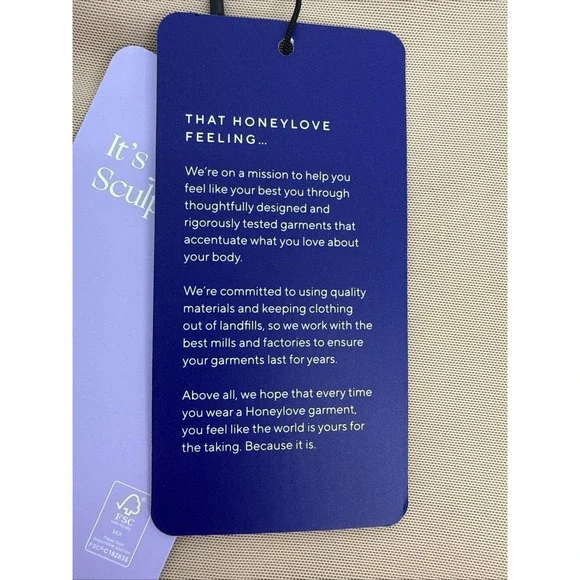 THAT HONEYLOVE
FEELING...
We're on a mission to help you
feel like your best you through
thoughtfully designed and
rigorously tested garments that
accentuate what you love about
your body.
We're committed to using quality
materials and keeping clothing
out of landfills, so we work with the
best mills and factories to ensure
your garments last for years.
Above all, we hope that every time
you wear a Honeylove garment,
you feel like the world is yours for
the taking. Because it is.
It's
Sculp
FSC
MIX
Paper from
responsible sources